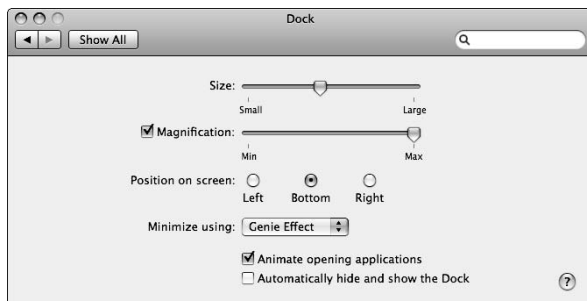 Dock
Show All
Size:
Small Large
Magnification:
Min Max
Position on screen:
Left Bottom Right
Minimize using: Genie Effect
Animate opening applications
Automatically hide and show the Dock
?